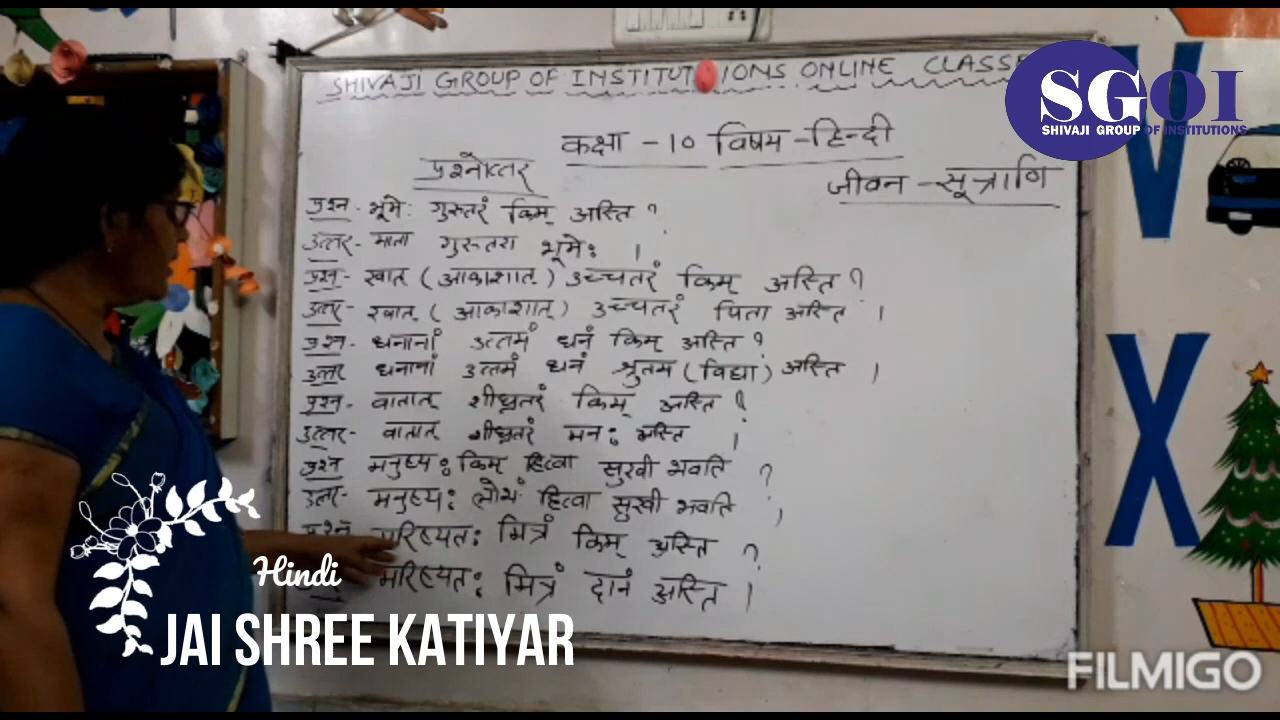 SHIVAJI GROUP OF INSTITUTIONS ONLINE CLASSE
SGOI
SHIVAJI GROUP OF INSTITUTIONS
कक्षा - 10 विषय - हिन्दी
प्रश्नोत्तर
जीवन - सूत्राणि
प्रश्न - भूमे: गुरुतरं किम् अस्ति ?
उत्तर - माता गुरुतरा भूमे: ।
प्रश्न - खात् ( आकाशात् ) उच्चतरं किम् अस्ति ?
उत्तर - खात् ( आकाशात् ) उच्चतरं पिता अस्ति ।
प्रश्न - धनानां उत्तमं धनं किम् अस्ति ?
उत्तर धनानां उत्तमं धनं श्रुतम ( विद्या ) अस्ति ।
प्रश्न - वातात् शीघ्रतरं किम् अस्ति ?
उत्तर - वातात् शीघ्रतरं मन: अस्ति ।
प्रश्न मनुष्य: किम् हित्वा सुखी भवति ?
उत्तर - मनुष्य: लोभं हित्वा सुखी भवति ।
प्रश्न मरिष्यत: मित्रं किम् अस्ति ?
मरिष्यत: मित्रं दानं अस्ति ।
V
X
Hindi
JAI SHREE KATIYAR
FILMIGO